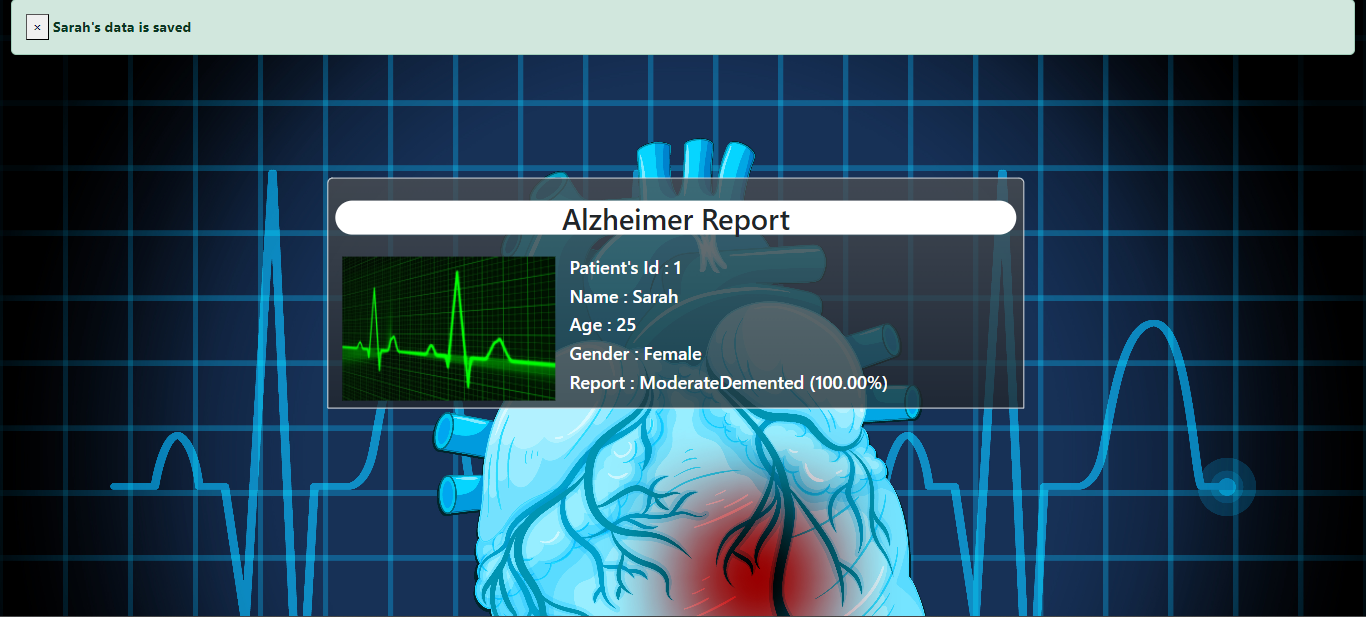 × Sarah's data is saved
Alzheimer Report
Patient's Id : 1
Name : Sarah
Age : 25
Gender : Female
Report : ModerateDemented (100.00%)